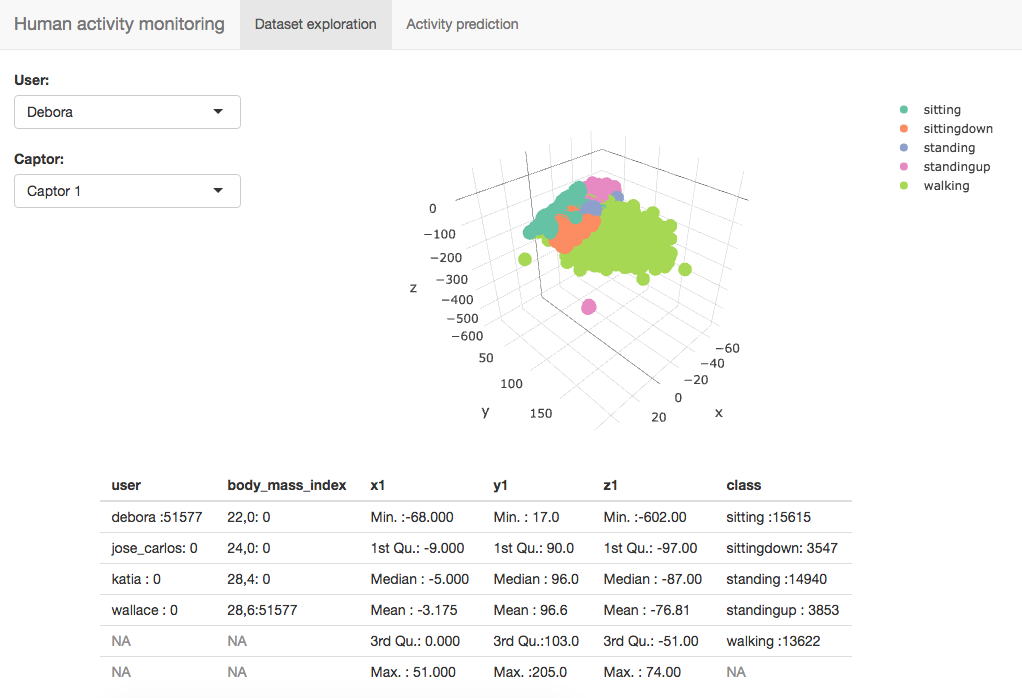 Human activity monitoring
Dataset exploration
Activity prediction
User:
Debora
Captor:
Captor 1
sitting
sittingdown
standing
standingup
walking
0
−100
−200
−300
−400
−500
−600
z
50
100
150
y
−60
−40
−20
0
20
x
user body_mass_index x1 y1 z1 class
debora :51577 22,0: 0 Min. :-68.000 Min. : 17.0 Min. :-602.00 sitting :15615
jose_carlos: 0 24,0: 0 1st Qu.: -9.000 1st Qu.: 90.0 1st Qu.: -97.00 sittingdown: 3547
katia : 0 28,4: 0 Median : -5.000 Median : 96.0 Median : -87.00 standing :14940
wallace : 0 28,6:51577 Mean : -3.175 Mean : 96.6 Mean : -76.81 standingup : 3853
NA NA 3rd Qu.: 0.000 3rd Qu.:103.0 3rd Qu.: -51.00 walking :13622
NA NA Max. : 51.000 Max. :205.0 Max. : 74.00 NA